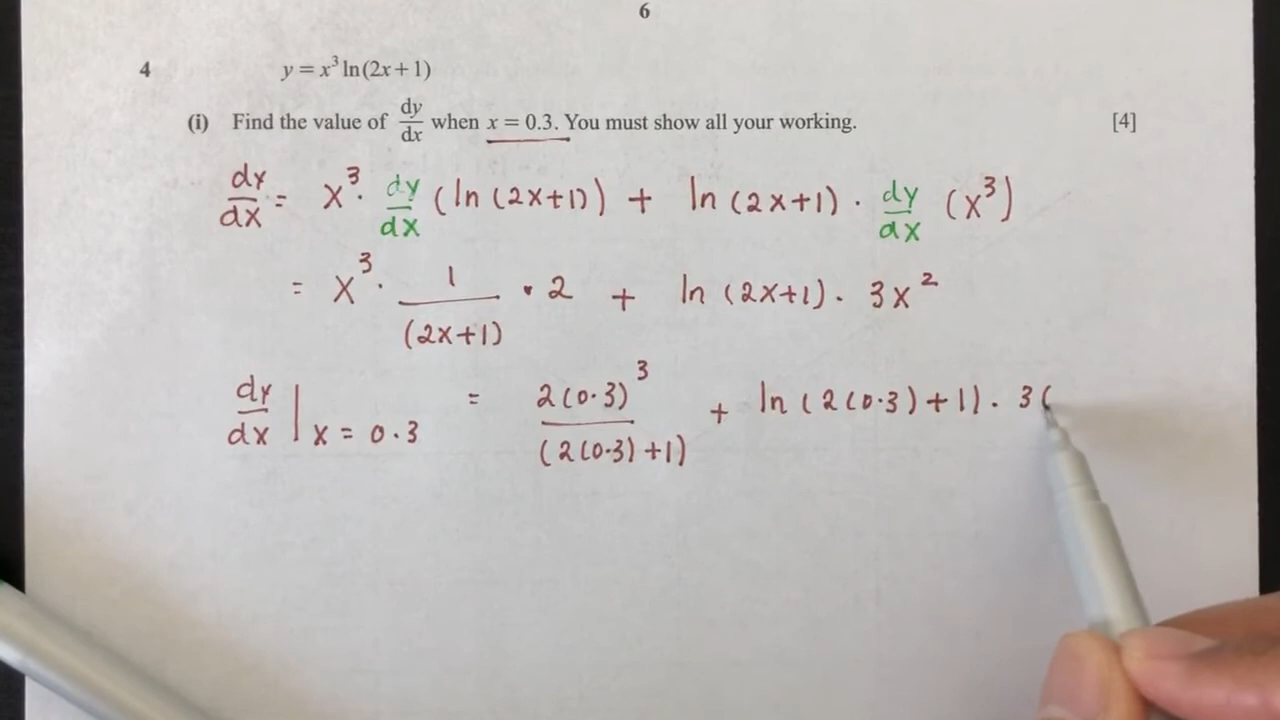 6
4 y = x³ ln(2x + 1)
(i) Find the value of dy/dx when x = 0.3. You must show all your working. [4]
dy/dx = x³ · dy/dx (ln (2x+1)) + ln (2x+1) · dy/dx (x³)
= x³ · 1/(2x+1) · 2 + ln (2x+1) · 3x²
dy/dx | x = 0.3 = 2(0.3)³/(2(0.3)+1) + ln (2(0.3)+1) · 3(